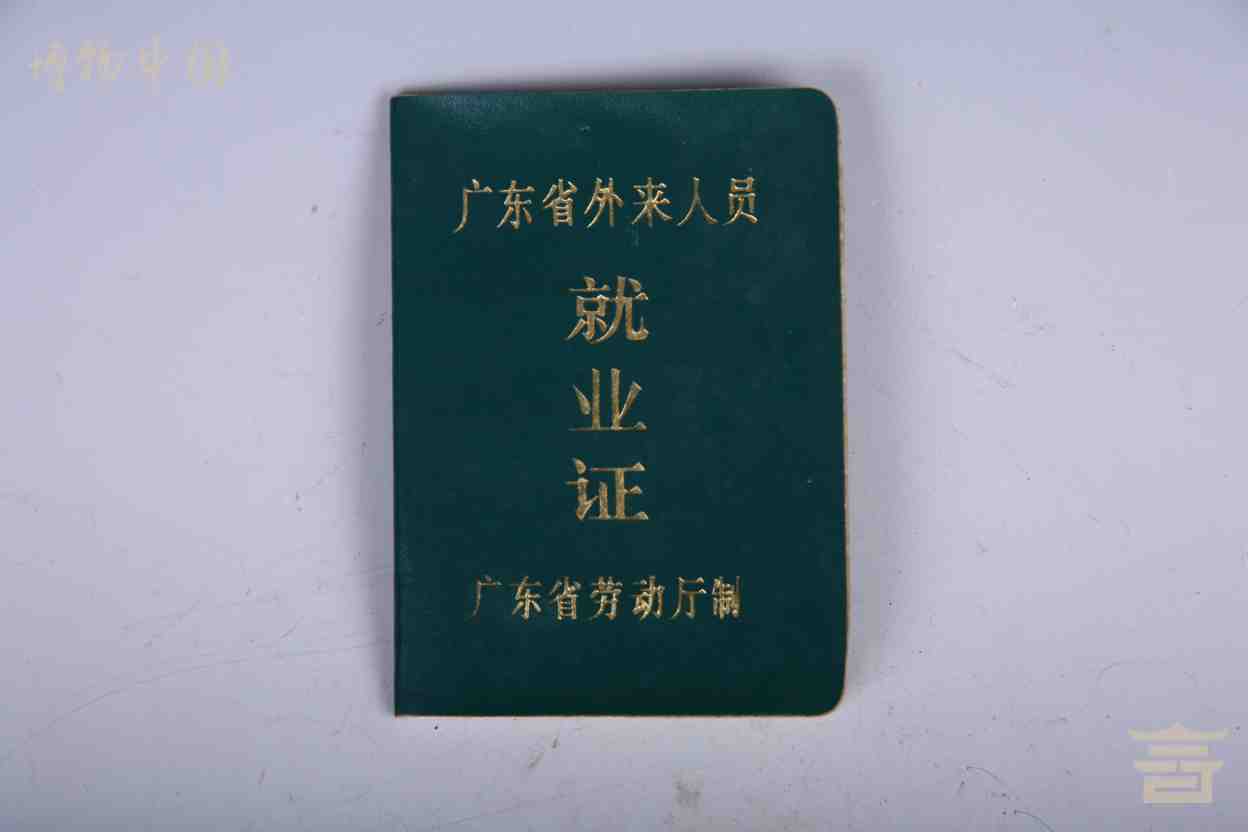 博物中国
广东省外来人员
就
业
证
广东省劳动厅制